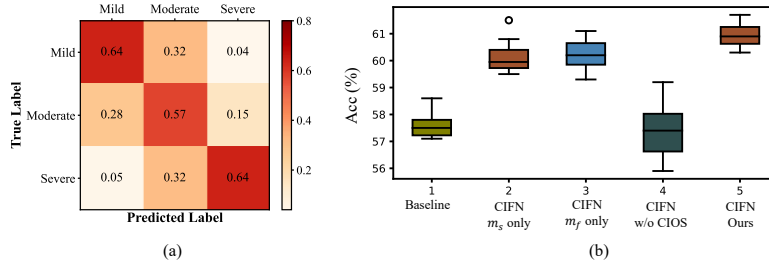 Mild Moderate Severe
Mild 0.64 0.32 0.04
Moderate 0.28 0.57 0.15
Severe 0.05 0.32 0.64
True Label
Predicted Label
0.8
0.6
0.4
0.2
(a)
Acc (%)
61
60
59
58
57
56
1 2 3 4 5
Baseline CIFN CIFN CIFN CIFN
m_s only m_f only w/o CIOS Ours
(b)